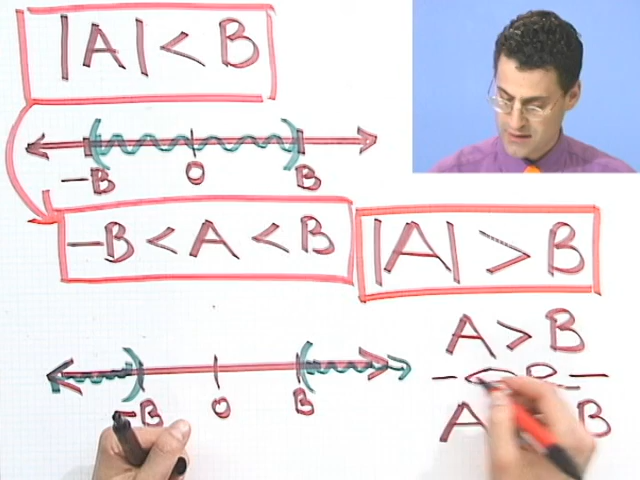 |A| < B
-B 0 B
-B < A < B
|A| > B
A > B
-B 0 B
A B